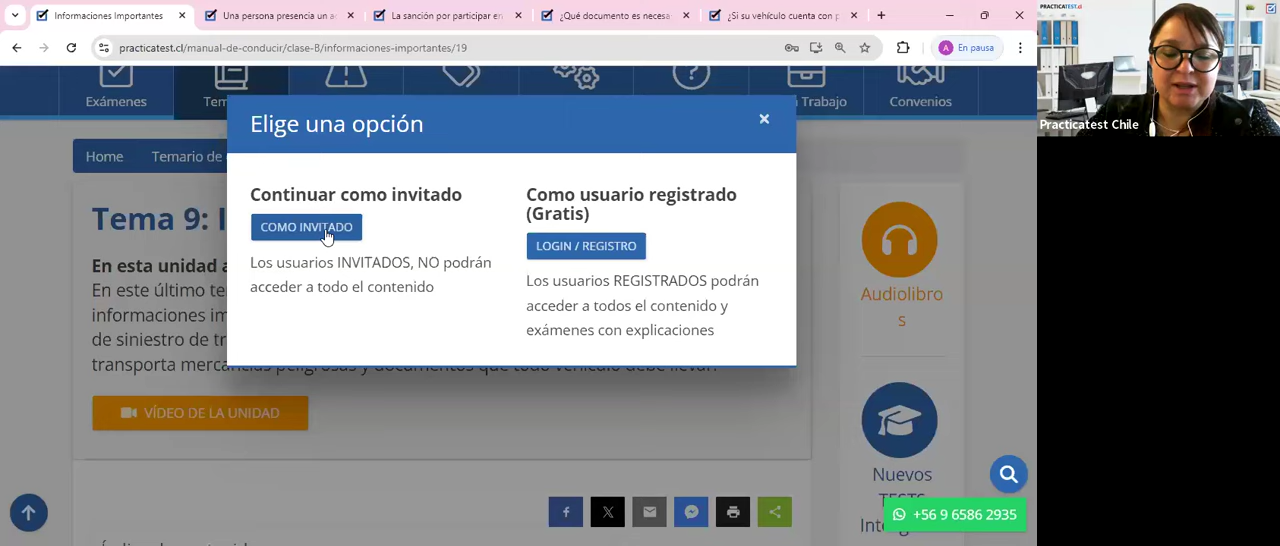 Informaciones Importantes
Una persona presencia un ac
La sanción por participar en
¿Qué documento es necesa
¿Si su vehículo cuenta con p
practicatest.cl/manual-de-conducir/clase-B/informaciones-importantes/19
A
En pausa
PRACTICATEST.cl
Practicatest Chile
Exámenes
Tem
Trabajo
Convenios
Elige una opción
×
Home
Temario de
Continuar como invitado
COMO INVITADO
Los usuarios INVITADOS, NO podrán
acceder a todo el contenido
Como usuario registrado
(Gratis)
LOGIN / REGISTRO
Los usuarios REGISTRADOS podrán
acceder a todos el contenido y
exámenes con explicaciones
Tema 9: I
En esta unidad a
En este último te
informaciones im
de siniestro de tr
transporta mercancías peligrosas y documentos que todo vehículo debe llevar.
VÍDEO DE LA UNIDAD
Audiolibro
s
Nuevos
TESTS
+56 9 6586 2935